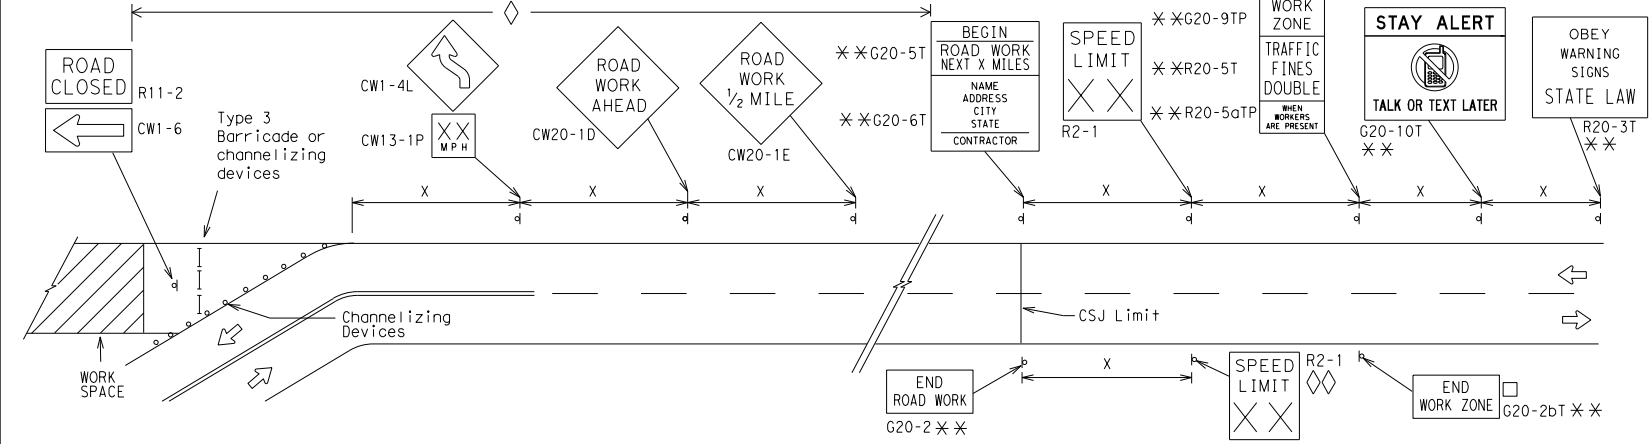 ROAD
CLOSED
R11-2
CW1-6
Type 3
Barricade or
channelizing
devices
CW1-4L
CW13-1P
XX
MPH
ROAD
WORK
AHEAD
CW20-1D
ROAD
WORK
1/2 MILE
CW20-1E
**G20-5T
**G20-6T
BEGIN
ROAD WORK
NEXT X MILES
NAME
ADDRESS
CITY
STATE
CONTRACTOR
SPEED
LIMIT
XX
R2-1
**G20-9TP
**R20-5T
**R20-5aTP
WORK
ZONE
TRAFFIC
FINES
DOUBLE
WHEN
WORKERS
ARE PRESENT
STAY ALERT
TALK OR TEXT LATER
G20-10T
**
OBEY
WARNING
SIGNS
STATE LAW
R20-3T
**
X
X
X
X
X
X
Channelizing
Devices
CSJ Limit
WORK
SPACE
END
ROAD WORK
G20-2**
X
SPEED
LIMIT
XX
R2-1
END
WORK ZONE
G20-2bT**